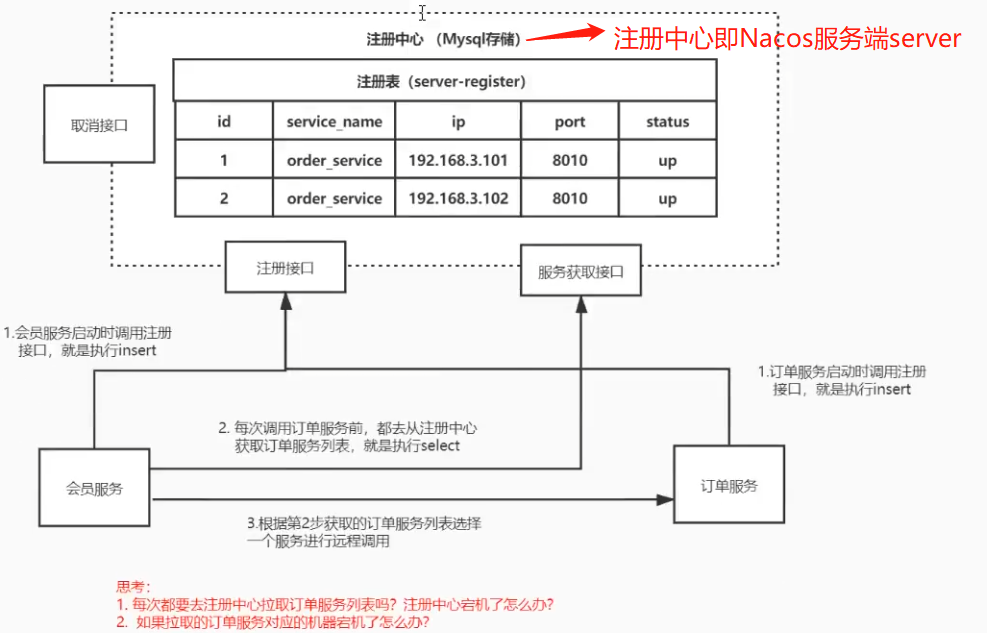 注册中心 （Mysql存储）
注册中心即Nacos服务端server
注册表（server-register）
id service_name ip port status
1 order_service 192.168.3.101 8010 up
2 order_service 192.168.3.102 8010 up
取消接口
注册接口
服务获取接口
1.会员服务启动时调用注册
接口，就是执行insert
1.订单服务启动时调用注册
接口，就是执行insert
2. 每次调用订单服务前，都去从注册中心
获取订单服务列表，就是执行select
会员服务
订单服务
3.根据第2步获取的订单服务列表选择
一个服务进行远程调用
思考：
1. 每次都要去注册中心拉取订单服务列表吗？注册中心宕机了怎么办？
2. 如果拉取的订单服务对应的机器宕机了怎么办？